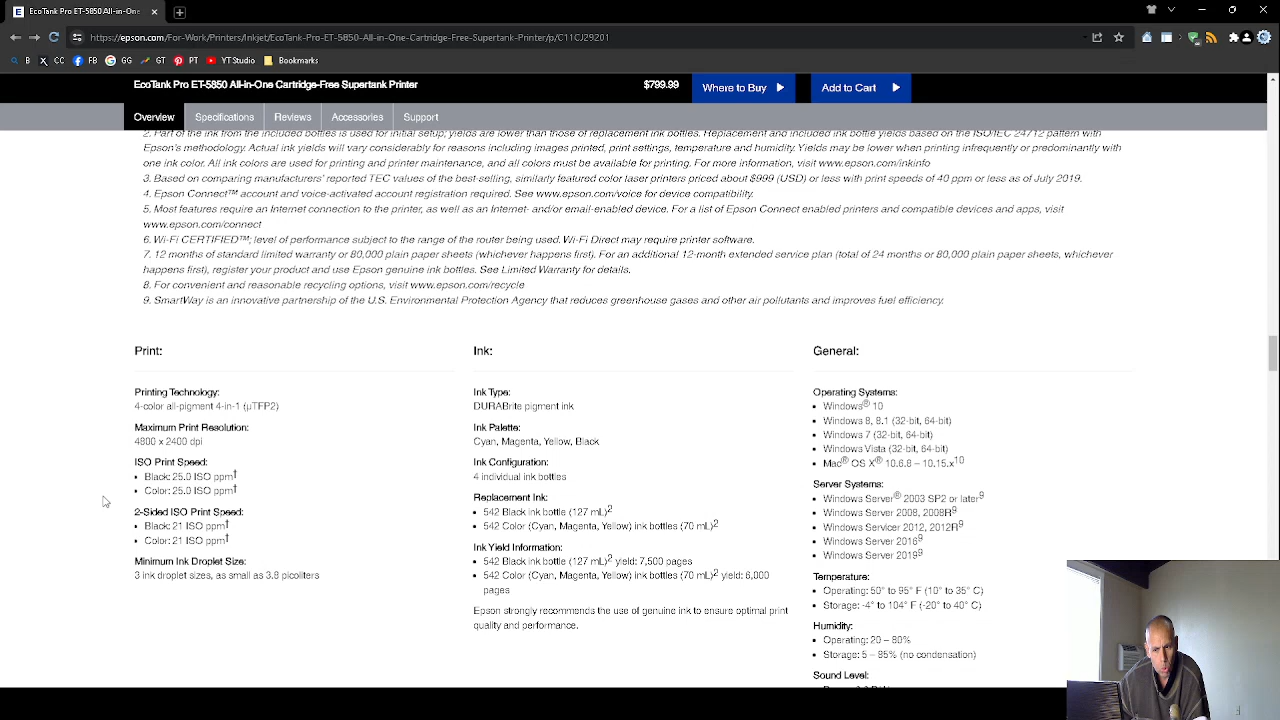 EcoTank Pro ET-5850 All-in-One
https://epson.com/For-Work/Printers/Inkjet/EcoTank-Pro-ET-5850-All-in-One-Cartridge-Free-Supertank-Printer/p/C11CJ29201
B CC FB GG GT PT YT Studio Bookmarks
EcoTank Pro ET-5850 All-in-One Cartridge-Free Supertank Printer $799.99 Where to Buy Add to Cart
Overview Specifications Reviews Accessories Support
2. Part of the ink from the included bottles is used for initial setup; yields are lower than those of replacement ink bottles. Replacement and included ink bottle yields based on the ISO/IEC 24712 pattern with
Epson's methodology. Actual ink yields will vary considerably for reasons including images printed, print settings, temperature and humidity. Yields may be lower when printing infrequently or predominantly with
one ink color. All ink colors are used for printing and printer maintenance, and all colors must be available for printing. For more information, visit www.epson.com/inkinfo
3. Based on comparing manufacturers' reported TEC values of the best-selling, similarly featured color laser printers priced about $999 (USD) or less with print speeds of 40 ppm or less as of July 2019.
4. Epson Connect™ account and voice-activated account registration required. See www.epson.com/voice for device compatibility.
5. Most features require an Internet connection to the printer, as well as an Internet- and/or email-enabled device. For a list of Epson Connect enabled printers and compatible devices and apps, visit
www.epson.com/connect
6. Wi-Fi CERTIFIED™; level of performance subject to the range of the router being used. Wi-Fi Direct may require printer software.
7. 12 months of standard limited warranty or 80,000 plain paper sheets (whichever happens first). For an additional 12-month extended service plan (total of 24 months or 80,000 plain paper sheets, whichever
happens first), register your product and use Epson genuine ink bottles. See Limited Warranty for details.
8. For convenient and reasonable recycling options, visit www.epson.com/recycle
9. SmartWay is an innovative partnership of the U.S. Environmental Protection Agency that reduces greenhouse gases and other air pollutants and improves fuel efficiency.
Print:
Printing Technology:
4-color all-pigment 4-in-1 (µTFP2)
Maximum Print Resolution:
4800 x 2400 dpi
ISO Print Speed:
• Black: 25.0 ISO ppm†
• Color: 25.0 ISO ppm†
2-Sided ISO Print Speed:
• Black: 21 ISO ppm†
• Color: 21 ISO ppm†
Minimum Ink Droplet Size:
3 ink droplet sizes, as small as 3.8 picoliters
Ink:
Ink Type:
DURABrite pigment ink
Ink Palette:
Cyan, Magenta, Yellow, Black
Ink Configuration:
4 individual ink bottles
Replacement Ink:
• 542 Black ink bottle (127 mL)2
• 542 Color (Cyan, Magenta, Yellow) ink bottles (70 mL)2
Ink Yield Information:
• 542 Black ink bottle (127 mL)2 yield: 7,500 pages
• 542 Color (Cyan, Magenta, Yellow) ink bottles (70 mL)2 yield: 6,000
pages
Epson strongly recommends the use of genuine ink to ensure optimal print
quality and performance.
General:
Operating Systems:
• Windows® 10
• Windows 8, 8.1 (32-bit, 64-bit)
• Windows 7 (32-bit, 64-bit)
• Windows Vista (32-bit, 64-bit)
• Mac® OS X® 10.6.8 – 10.15.x10
Server Systems:
• Windows Server® 2003 SP2 or later9
• Windows Server 2008, 2008R9
• Windows Servicer 2012, 2012R9
• Windows Server 20169
• Windows Server 20199
Temperature:
• Operating: 50° to 95° F (10° to 35° C)
• Storage: -4° to 104° F (-20° to 40° C)
Humidity:
• Operating: 20 – 80%
• Storage: 5 – 85% (no condensation)
Sound Level: